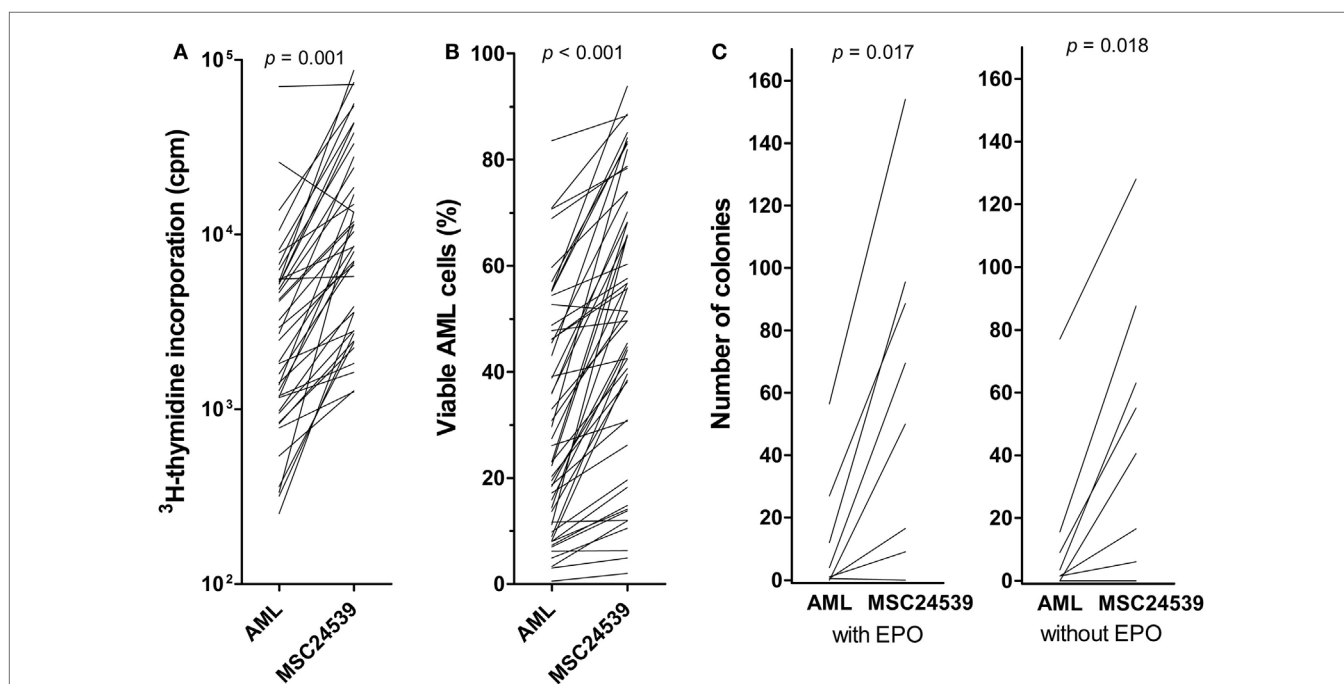 A
p = 0.001
³H-thymidine incorporation (cpm)
10⁵
10⁴
10³
10²
AML
MSC24539
B
p < 0.001
Viable AML cells (%)
100
80
60
40
20
0
AML
MSC24539
C
p = 0.017
Number of colonies
160
140
120
100
80
60
40
20
0
AML MSC24539
with EPO
p = 0.018
160
140
120
100
80
60
40
20
0
AML MSC24539
without EPO